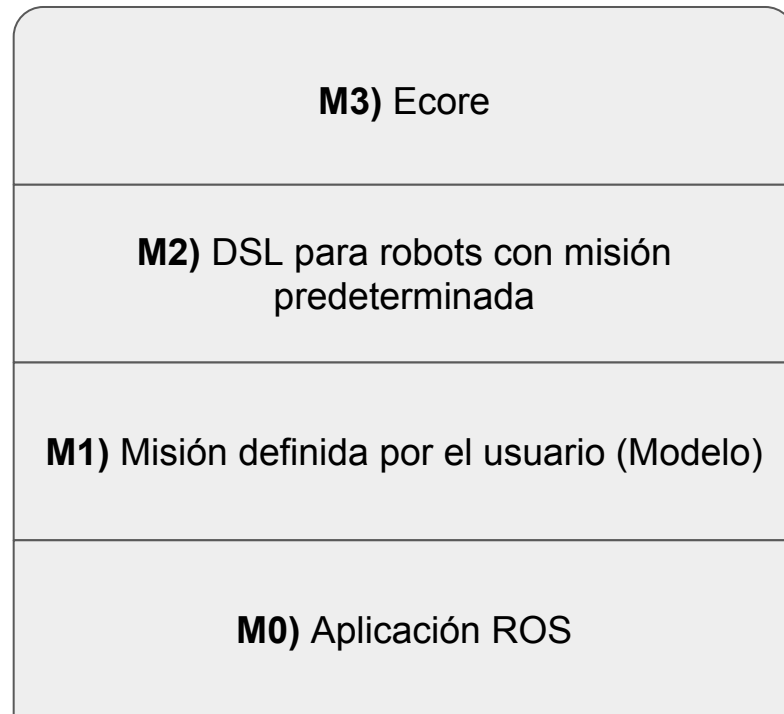 M3) Ecore
M2) DSL para robots con misión
predeterminada
M1) Misión definida por el usuario (Modelo)
M0) Aplicación ROS